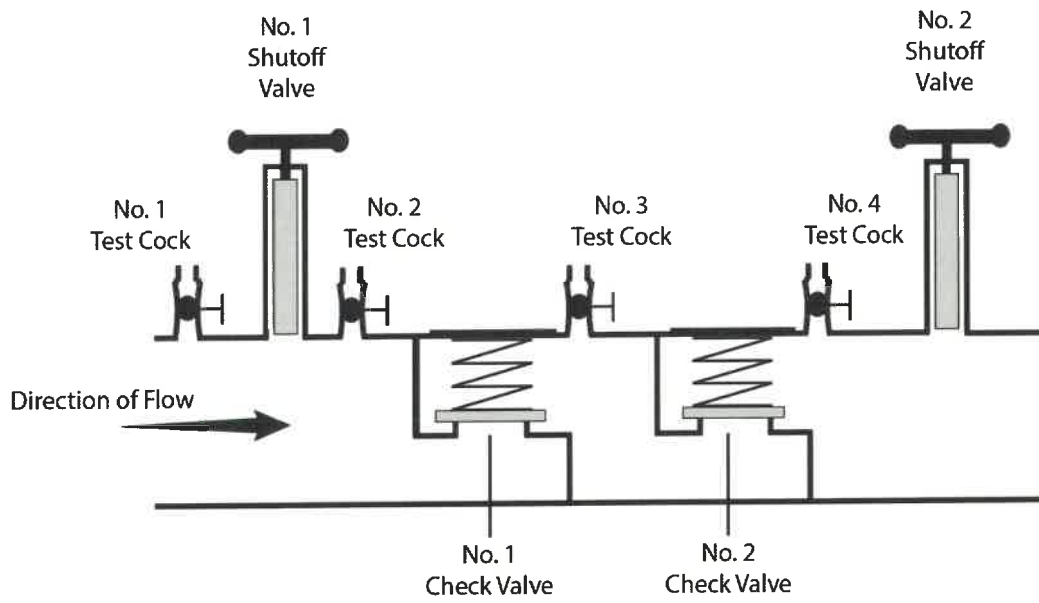 No. 1
Shutoff
Valve
No. 2
Shutoff
Valve
No. 1
Test Cock
No. 2
Test Cock
No. 3
Test Cock
No. 4
Test Cock
Direction of Flow
No. 1
Check Valve
No. 2
Check Valve